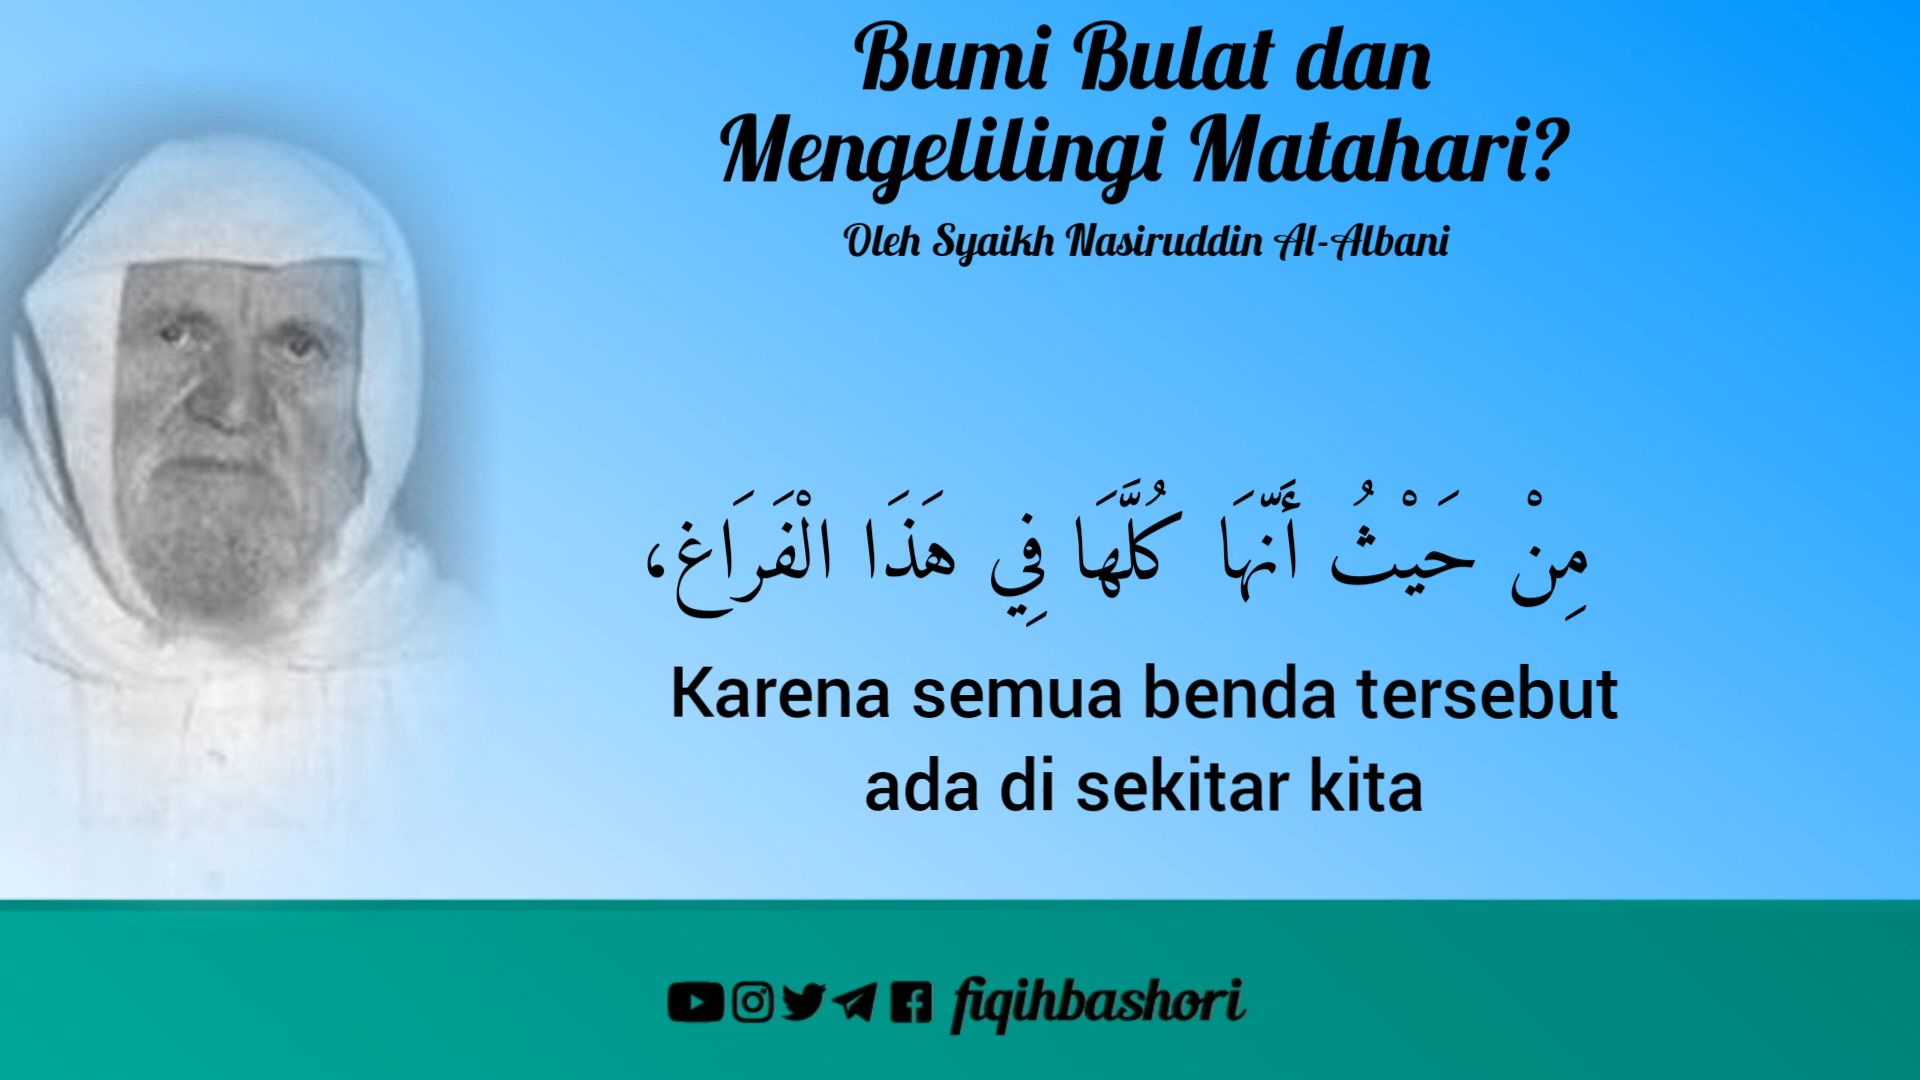 Bumi Bulat dan
Mengelilingi Matahari?
Oleh Syaikh Nasiruddin Al-Albani
مِنْ حَيْثُ أَنَّهَا كُلَّهَا فِي هَذَا الْفَرَاغِ،
Karena semua benda tersebut
ada di sekitar kita
fiqihbashori